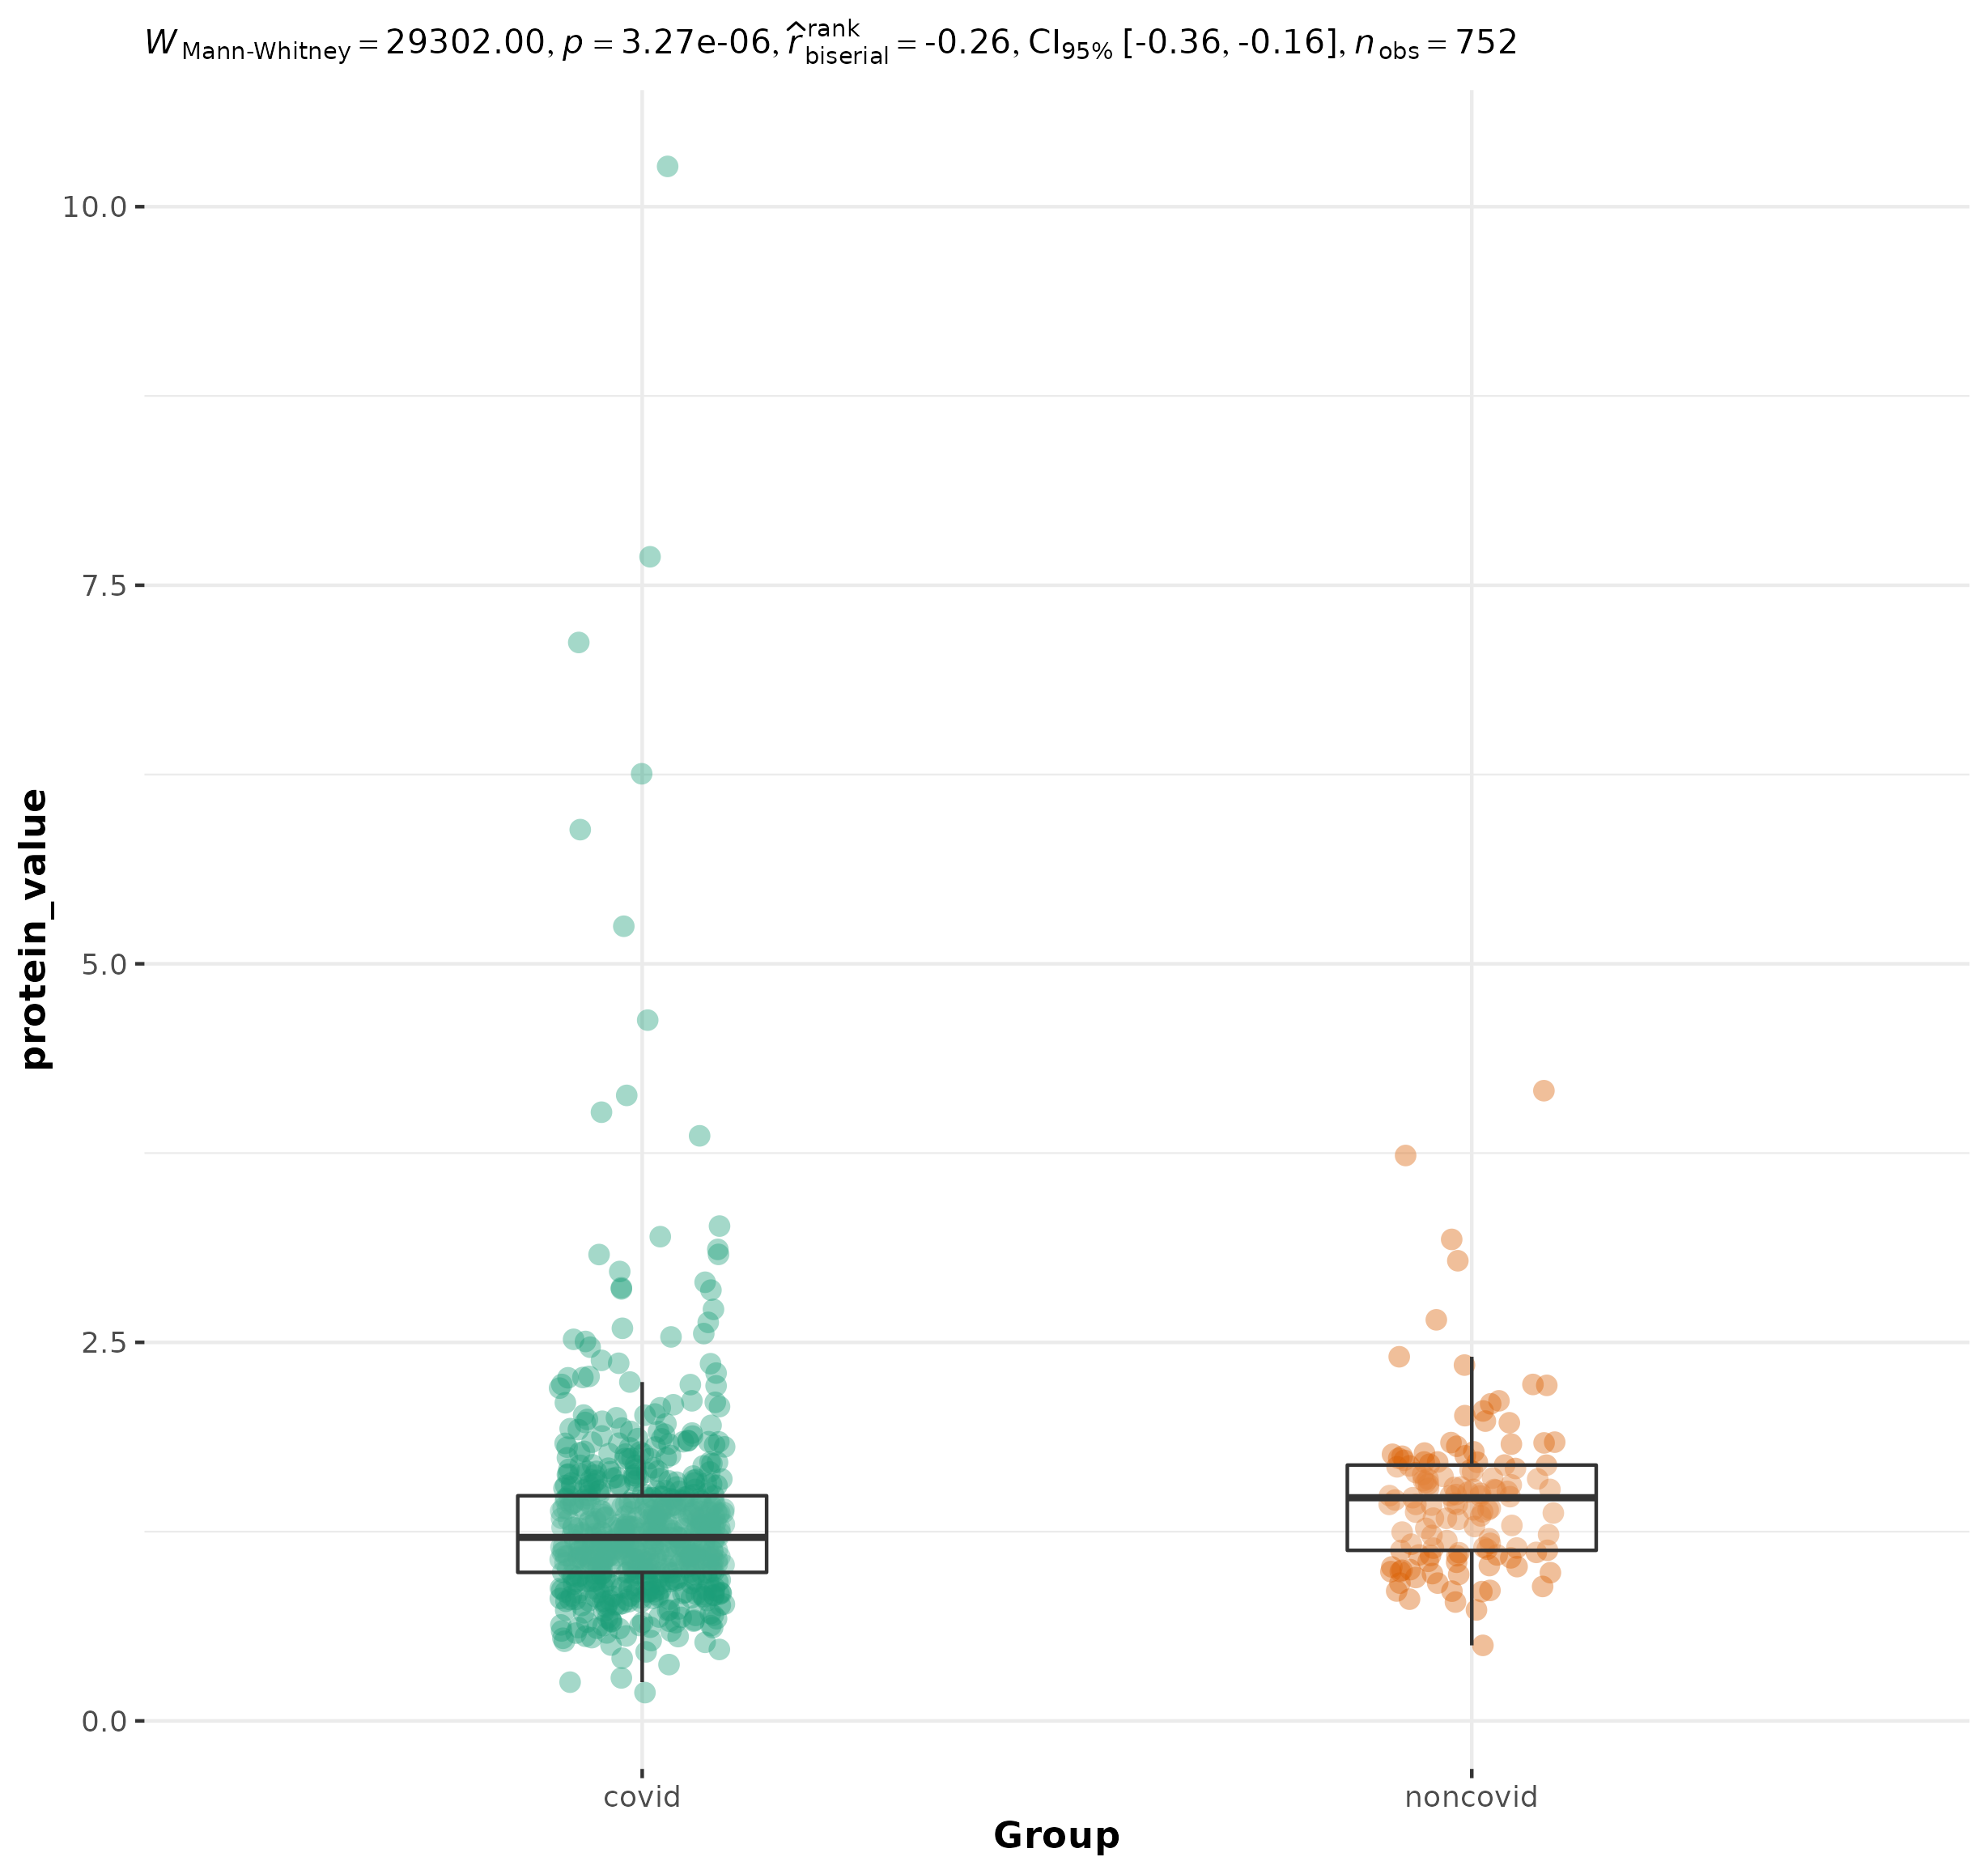 W Mann-Whitney = 29302.00, p = 3.27e-06, r̂ rank biserial = -0.26, CI95% [-0.36, -0.16], n obs = 752
10.0
7.5
5.0
2.5
0.0
protein_value
covid noncovid
Group